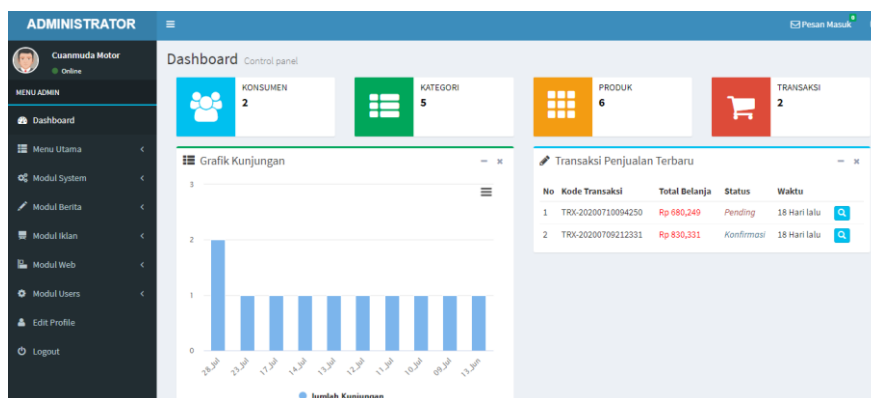 ADMINISTRATOR
Pesan Masuk
Cuanmuda Motor
Online
MENU ADMIN
Dashboard
Menu Utama
Modul System
Modul Berita
Modul Iklan
Modul Web
Modul Users
Edit Profile
Logout
Dashboard Control panel
KONSUMEN
2
KATEGORI
5
PRODUK
6
TRANSAKSI
2
Grafik Kunjungan
3
2
1
0
28_Jul 23_Jul 17_Jul 14_Jul 13_Jul 12_Jul 11_Jul 10_Jul 09_Jul 13_Jun
Jumlah Kunjungan
Transaksi Penjualan Terbaru
No Kode Transaksi Total Belanja Status Waktu
1 TRX-20200710094250 Rp 680,249 Pending 18 Hari lalu
2 TRX-20200709212331 Rp 830,331 Konfirmasi 18 Hari lalu